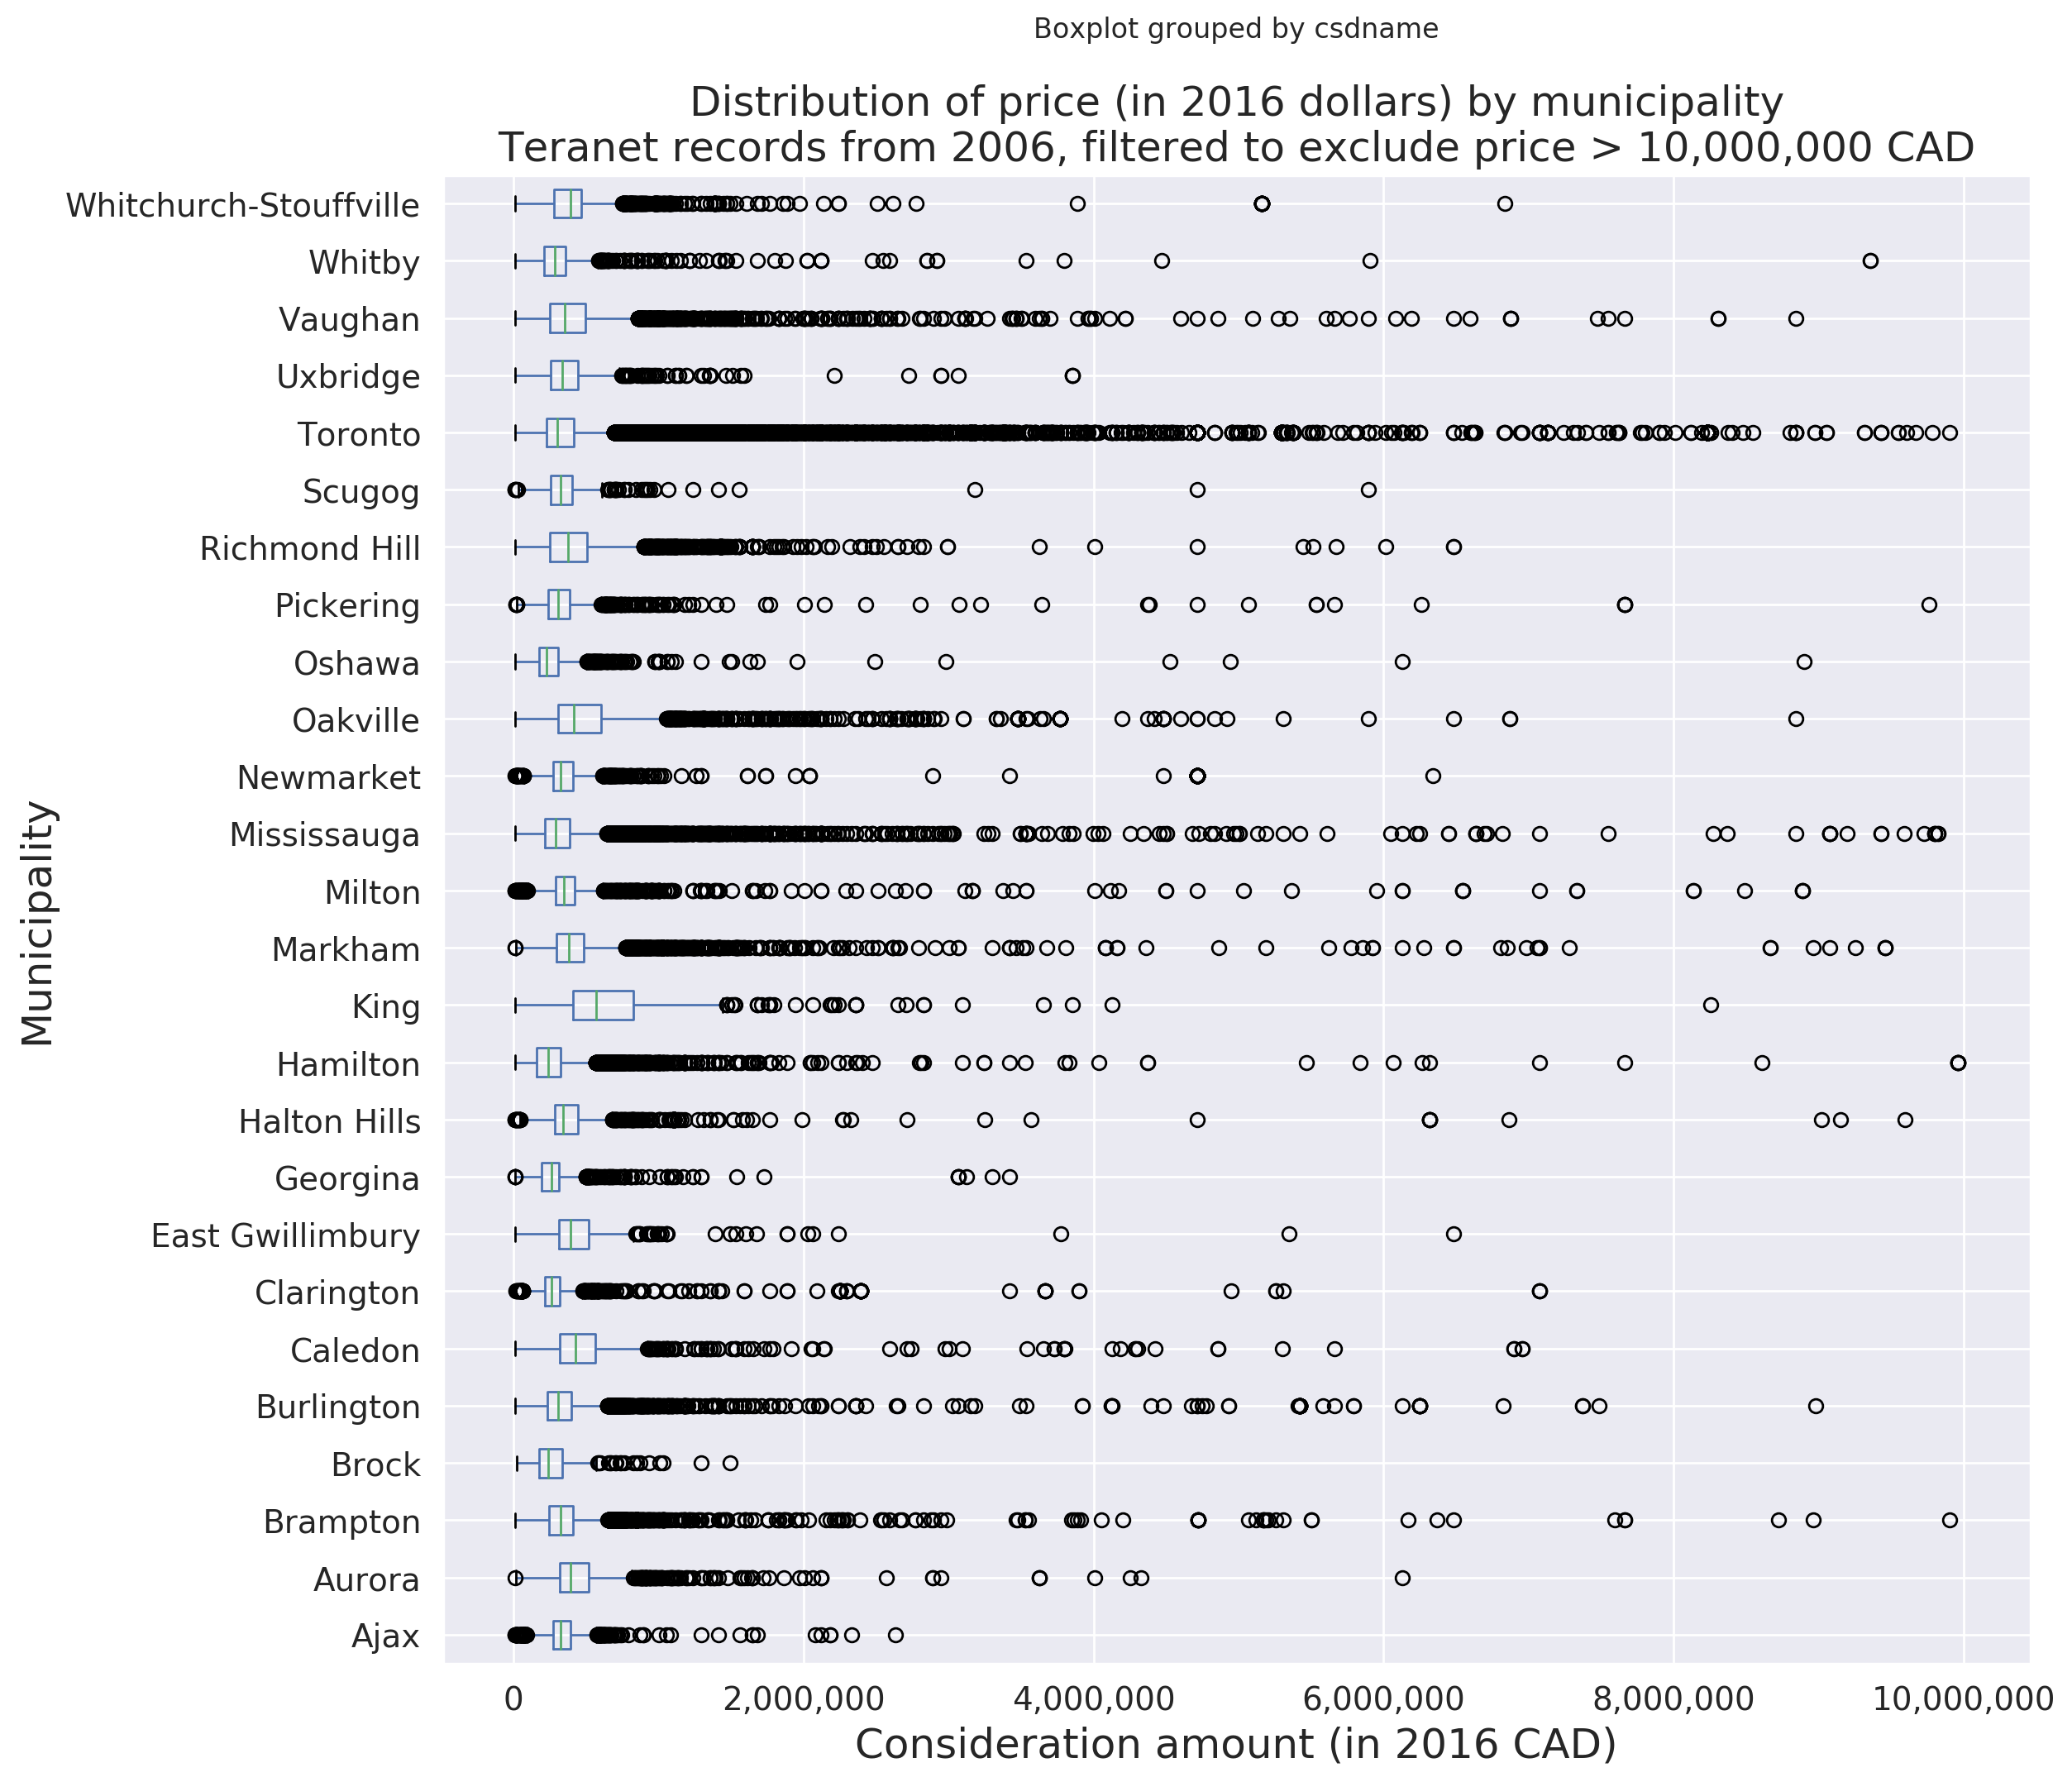 Boxplot grouped by csdname
Distribution of price (in 2016 dollars) by municipality
Teranet records from 2006, filtered to exclude price > 10,000,000 CAD
Whitchurch-Stouffville
Whitby
Vaughan
Uxbridge
Toronto
Scugog
Richmond Hill
Pickering
Oshawa
Oakville
Newmarket
Mississauga
Milton
Markham
King
Hamilton
Halton Hills
Georgina
East Gwillimbury
Clarington
Caledon
Burlington
Brock
Brampton
Aurora
Ajax
Municipality
0 2,000,000 4,000,000 6,000,000 8,000,000 10,000,000
Consideration amount (in 2016 CAD)